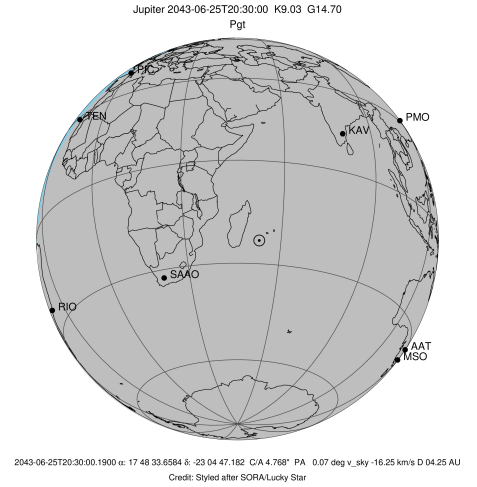 Jupiter 2043-06-25T20:30:00 K9.03 G14.70
Pgt
PIC
TEN
PMO
KAV
SAAO
RIO
AAT
MSO
2043-06-25T20:30:00.1900 α: 17 48 33.6584 δ: -23 04 47.182 C/A 4.768" PA 0.07 deg v_sky -16.25 km/s D 04.25 AU
Credit: Styled after SORA/Lucky Star